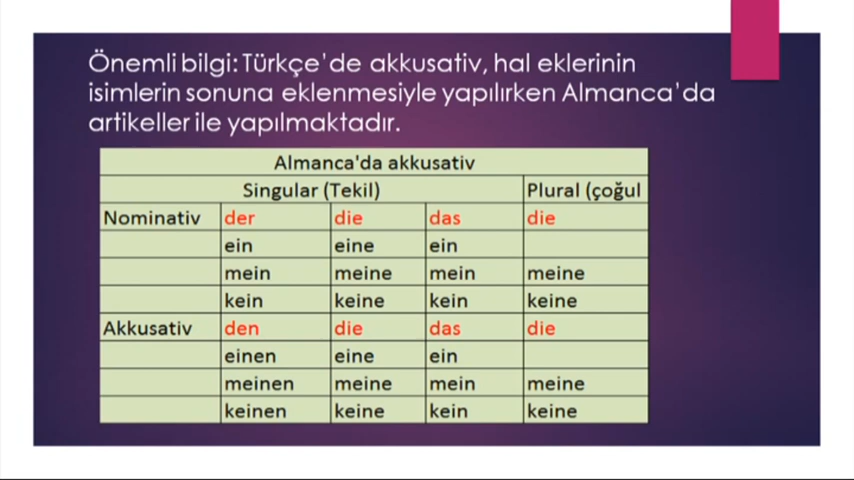 Önemli bilgi: Türkçe'de akkusativ, hal eklerinin
isimlerin sonuna eklenmesiyle yapılırken Almanca'da
artikeller ile yapılmaktadır.
Almanca'da akkusativ
Singular (Tekil) Plural (çoğul
Nominativ der die das die
ein eine ein
mein meine mein meine
kein keine kein keine
Akkusativ den die das die
einen eine ein
meinen meine mein meine
keinen keine kein keine